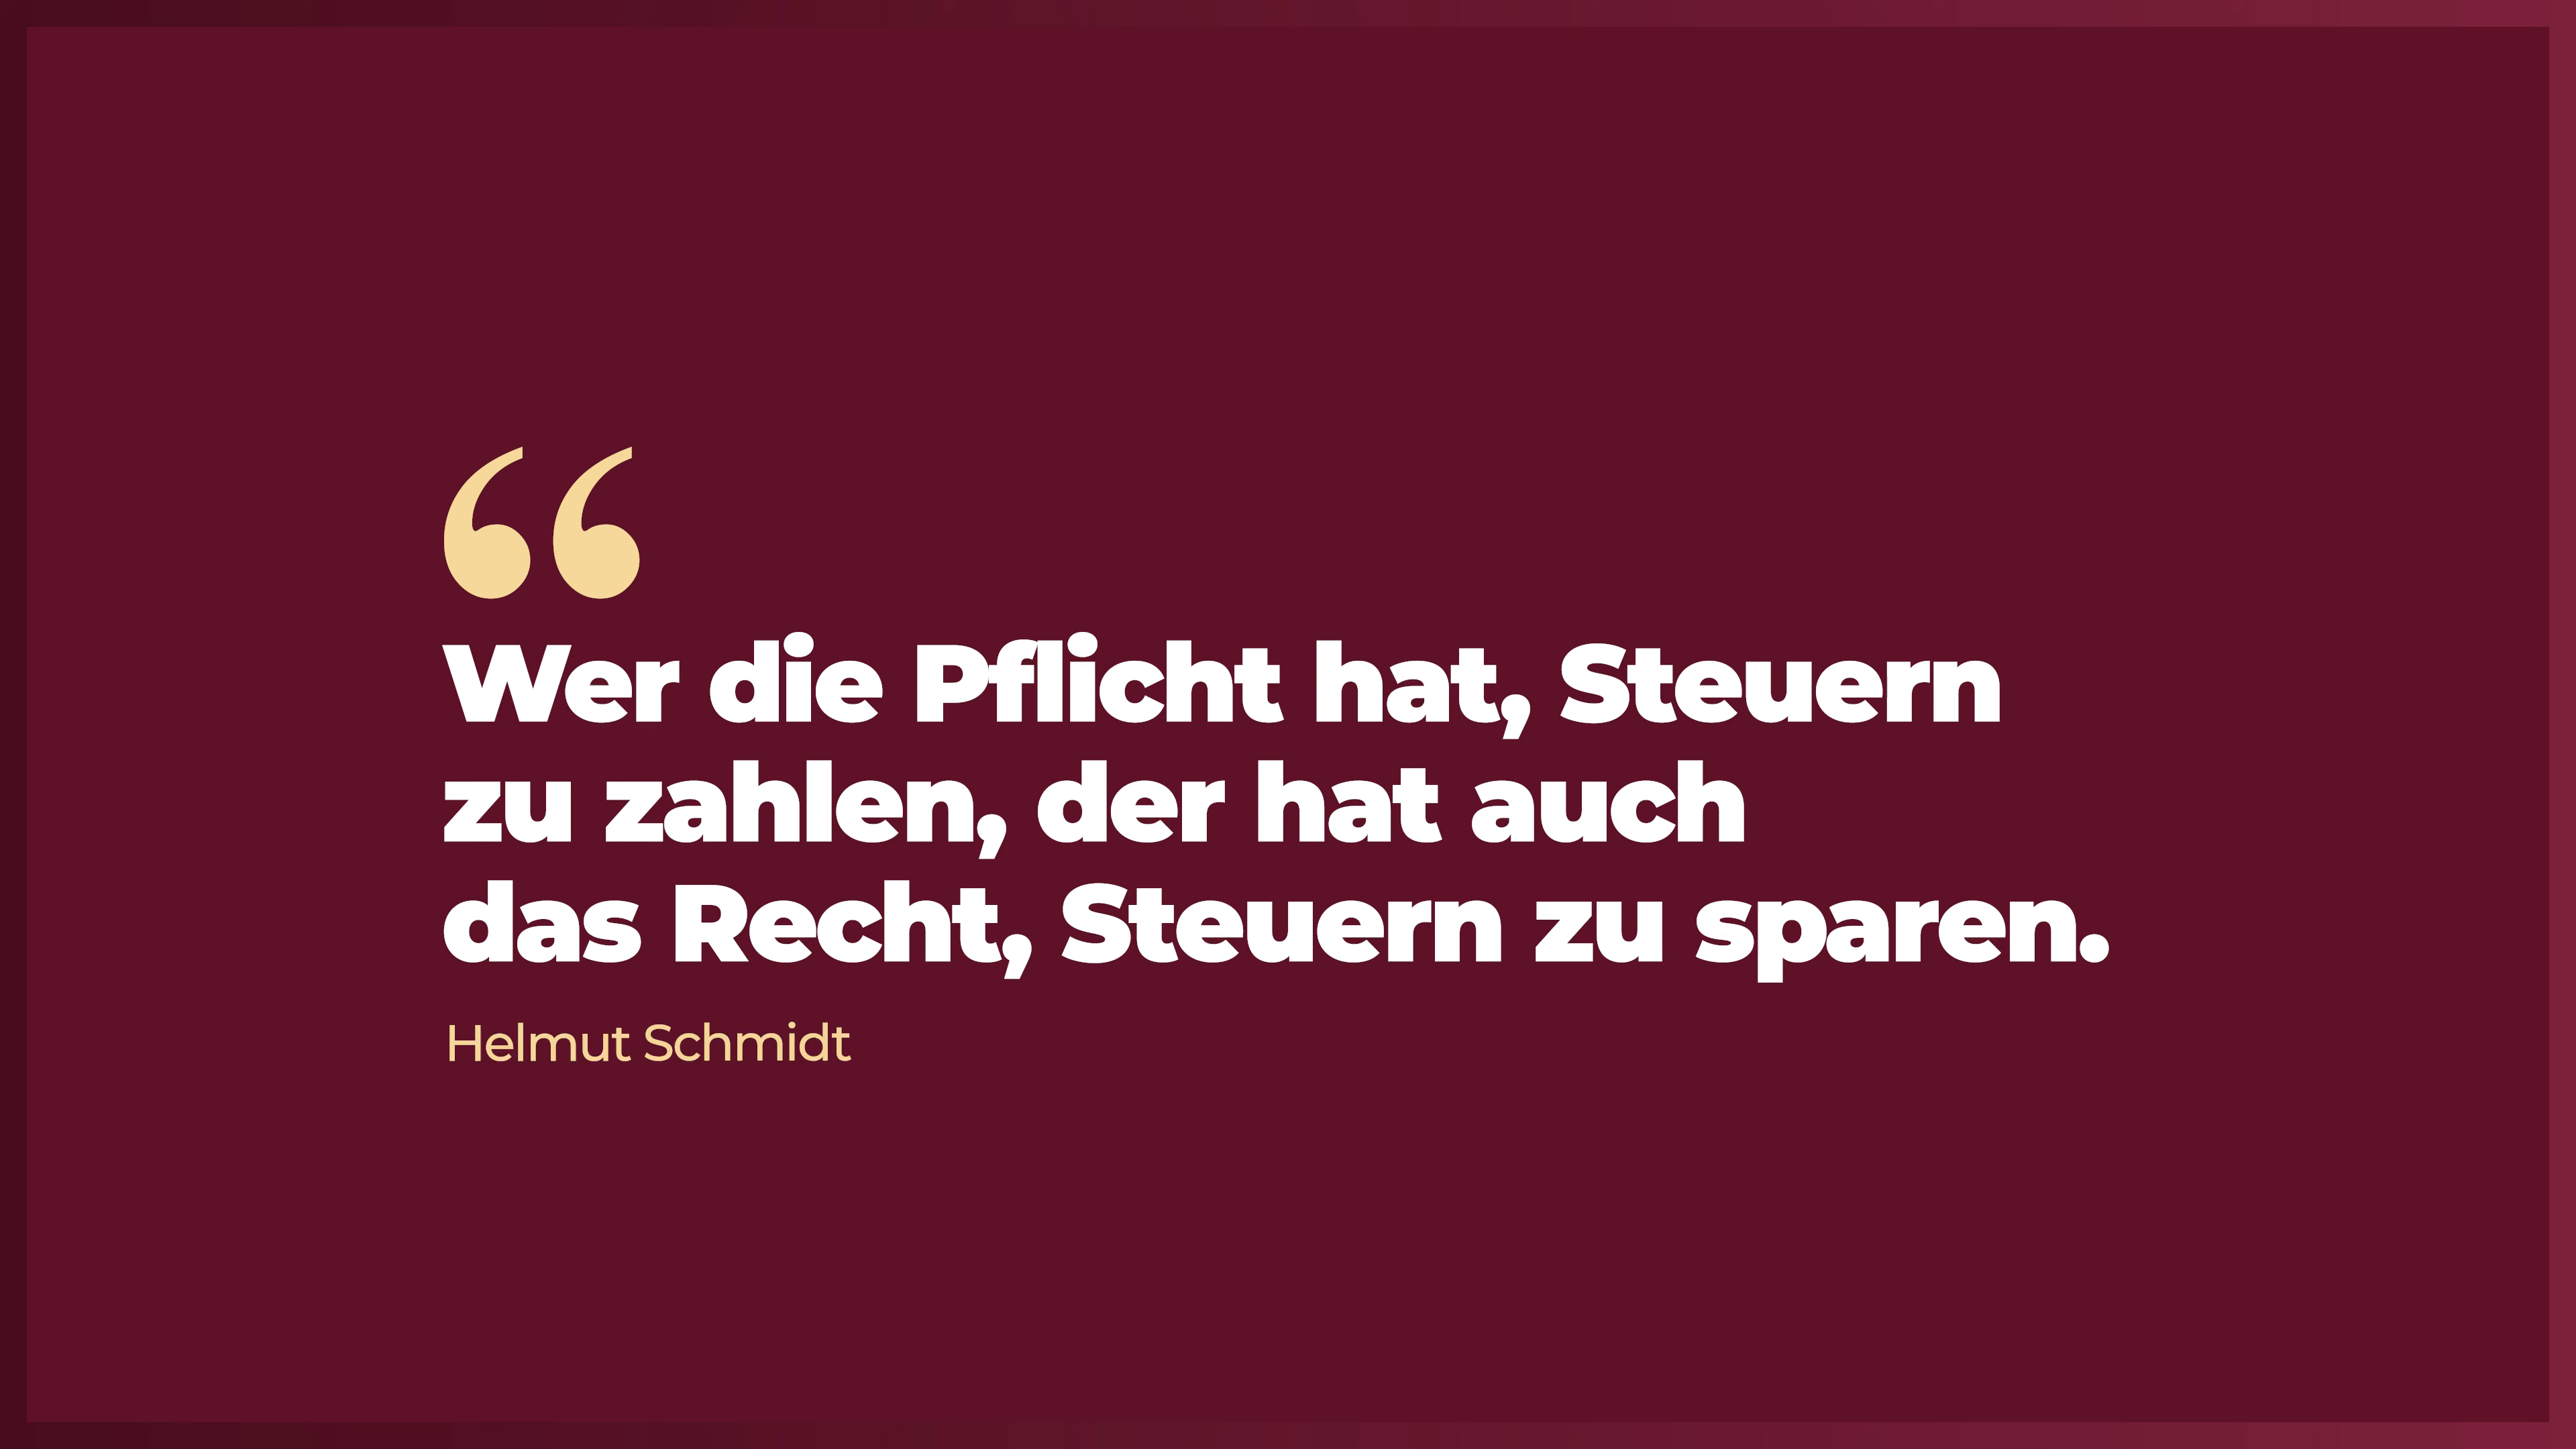 “
Wer die Pflicht hat, Steuern
zu zahlen, der hat auch
das Recht, Steuern zu sparen.
Helmut Schmidt